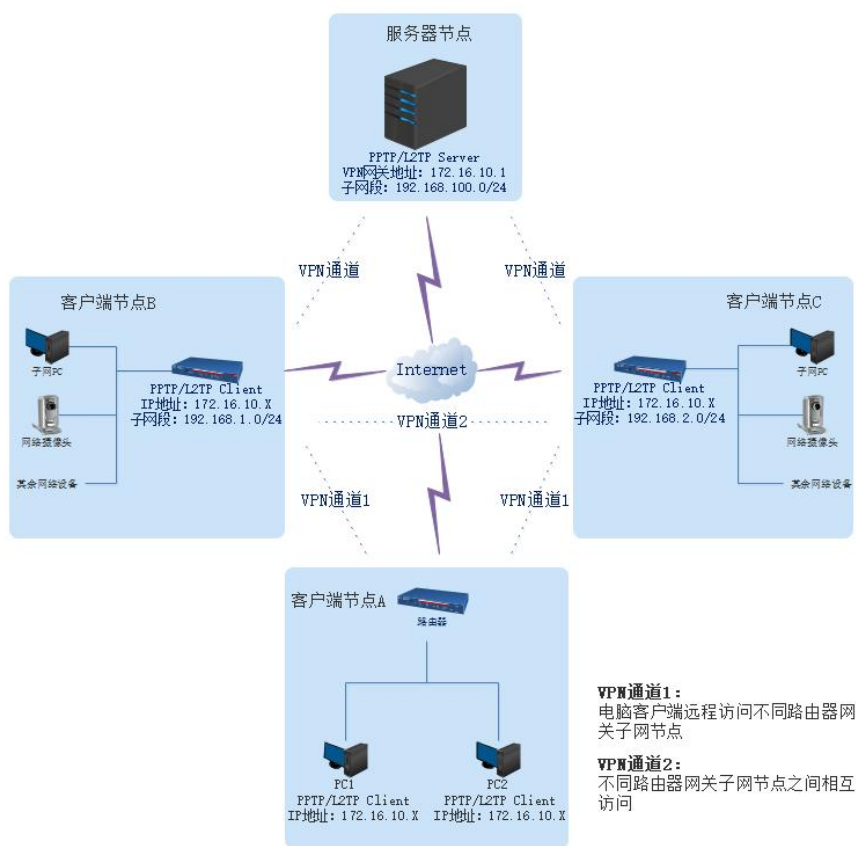 服务器节点
PPTP/L2TP Server
VPN网关地址：172.16.10.1
子网段：192.168.100.0/24
VPN通道
VPN通道
客户端节点B
子网PC
PPTP/L2TP Client
IP地址：172.16.10.X
子网段：192.168.1.0/24
网络摄像头
其余网络设备
Internet
客户端节点C
子网PC
PPTP/L2TP Client
IP地址：172.16.10.X
子网段：192.168.2.0/24
网络摄像头
其余网络设备
VPN通道2
VPN通道1
VPN通道1
客户端节点A
路由器
PC1
PPTP/L2TP Client
IP地址：172.16.10.X
PC2
PPTP/L2TP Client
IP地址：172.16.10.X
VPN通道1：
电脑客户端远程访问不同路由器网
关子网节点
VPN通道2：
不同路由器网关子网节点之间相互
访问